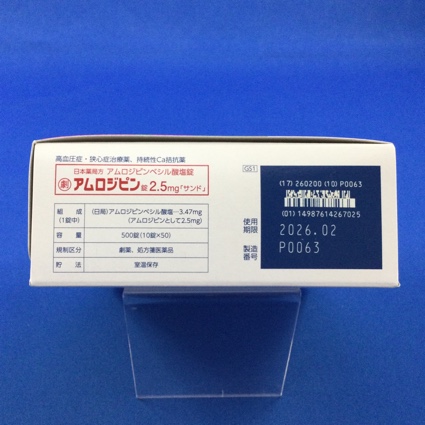 高血圧症・狭心症治療薬、持続性Ca拮抗薬
日本薬局方 アムロジピンベシル酸塩錠
劇 アムロジピン錠2.5mg「サンド」
組成(1錠中) (日局)アムロジピンベシル酸塩…3.47mg
(アムロジピンとして2.5mg)
容量 500錠(10錠×50)
規制区分 劇薬、処方箋医薬品
貯法 室温保存
GS1
(17) 260200 (10) P0063
(01) 14987614267025
使用期限 2026.02
製造番号 P0063